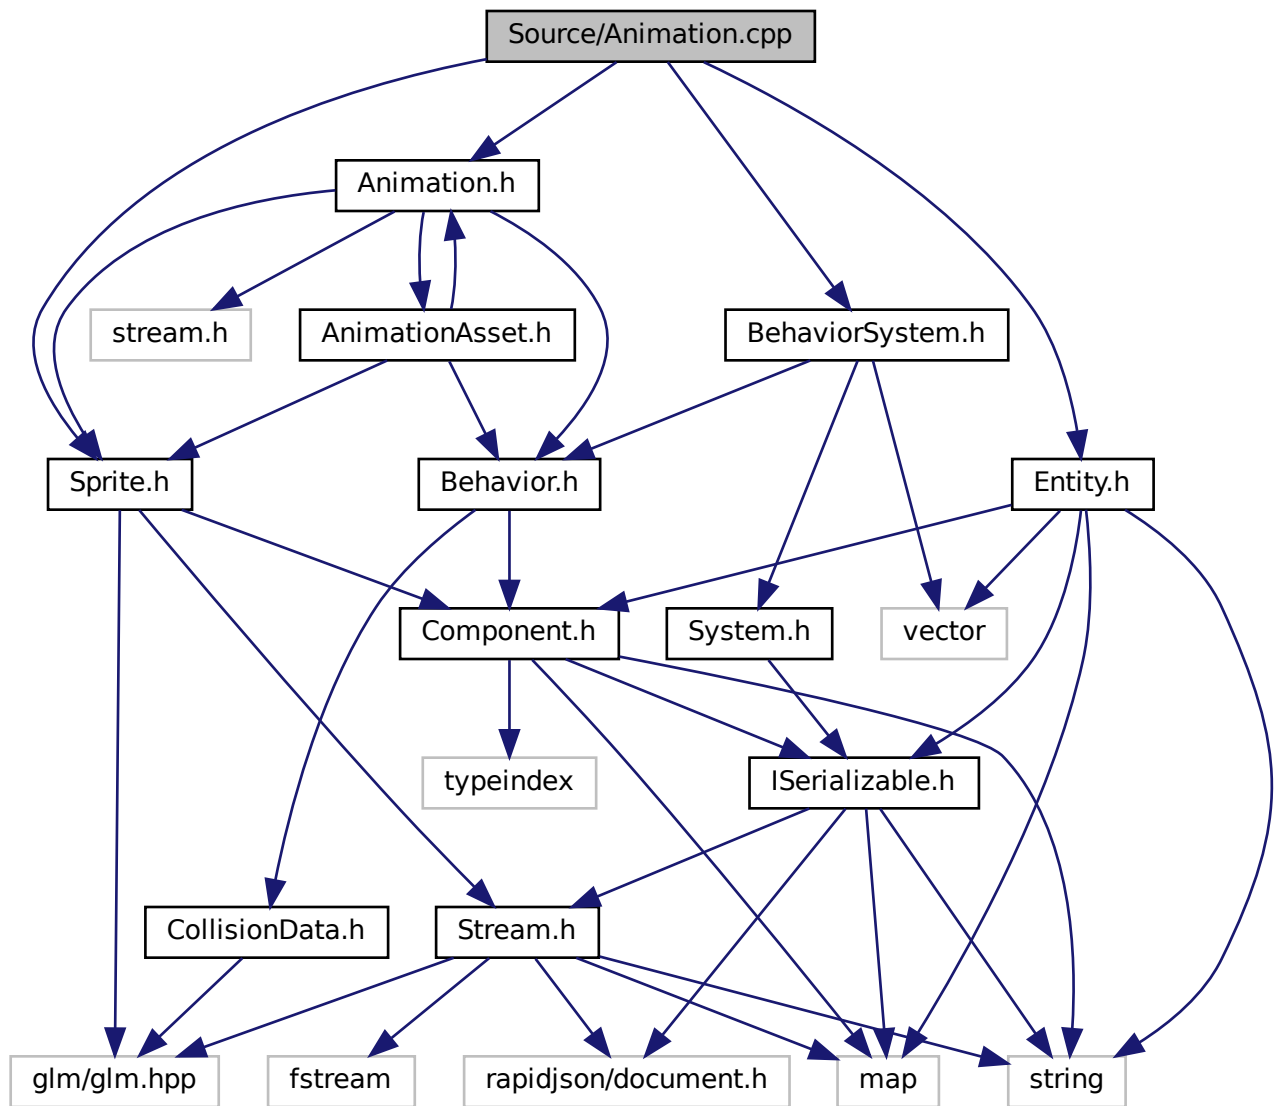 Source/Animation.cpp
Animation.h
stream.h
AnimationAsset.h
BehaviorSystem.h
Sprite.h
Behavior.h
Entity.h
Component.h
System.h
vector
typeindex
ISerializable.h
CollisionData.h
Stream.h
glm/glm.hpp
fstream
rapidjson/document.h
map
string